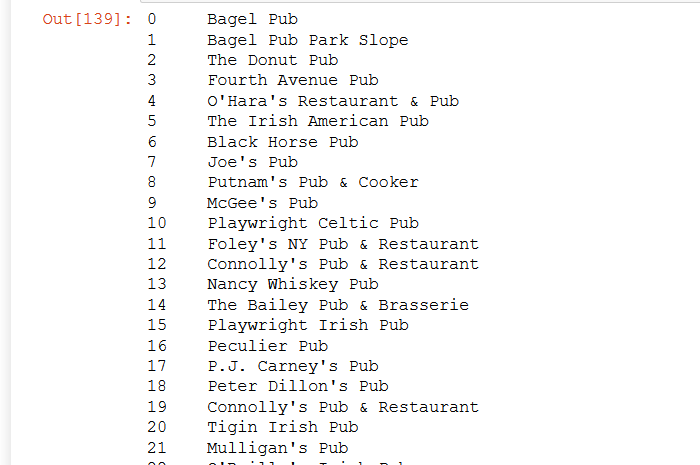 Out[139]: 0 Bagel Pub
1 Bagel Pub Park Slope
2 The Donut Pub
3 Fourth Avenue Pub
4 O'Hara's Restaurant & Pub
5 The Irish American Pub
6 Black Horse Pub
7 Joe's Pub
8 Putnam's Pub & Cooker
9 McGee's Pub
10 Playwright Celtic Pub
11 Foley's NY Pub & Restaurant
12 Connolly's Pub & Restaurant
13 Nancy Whiskey Pub
14 The Bailey Pub & Brasserie
15 Playwright Irish Pub
16 Peculier Pub
17 P.J. Carney's Pub
18 Peter Dillon's Pub
19 Connolly's Pub & Restaurant
20 Tigin Irish Pub
21 Mulligan's Pub